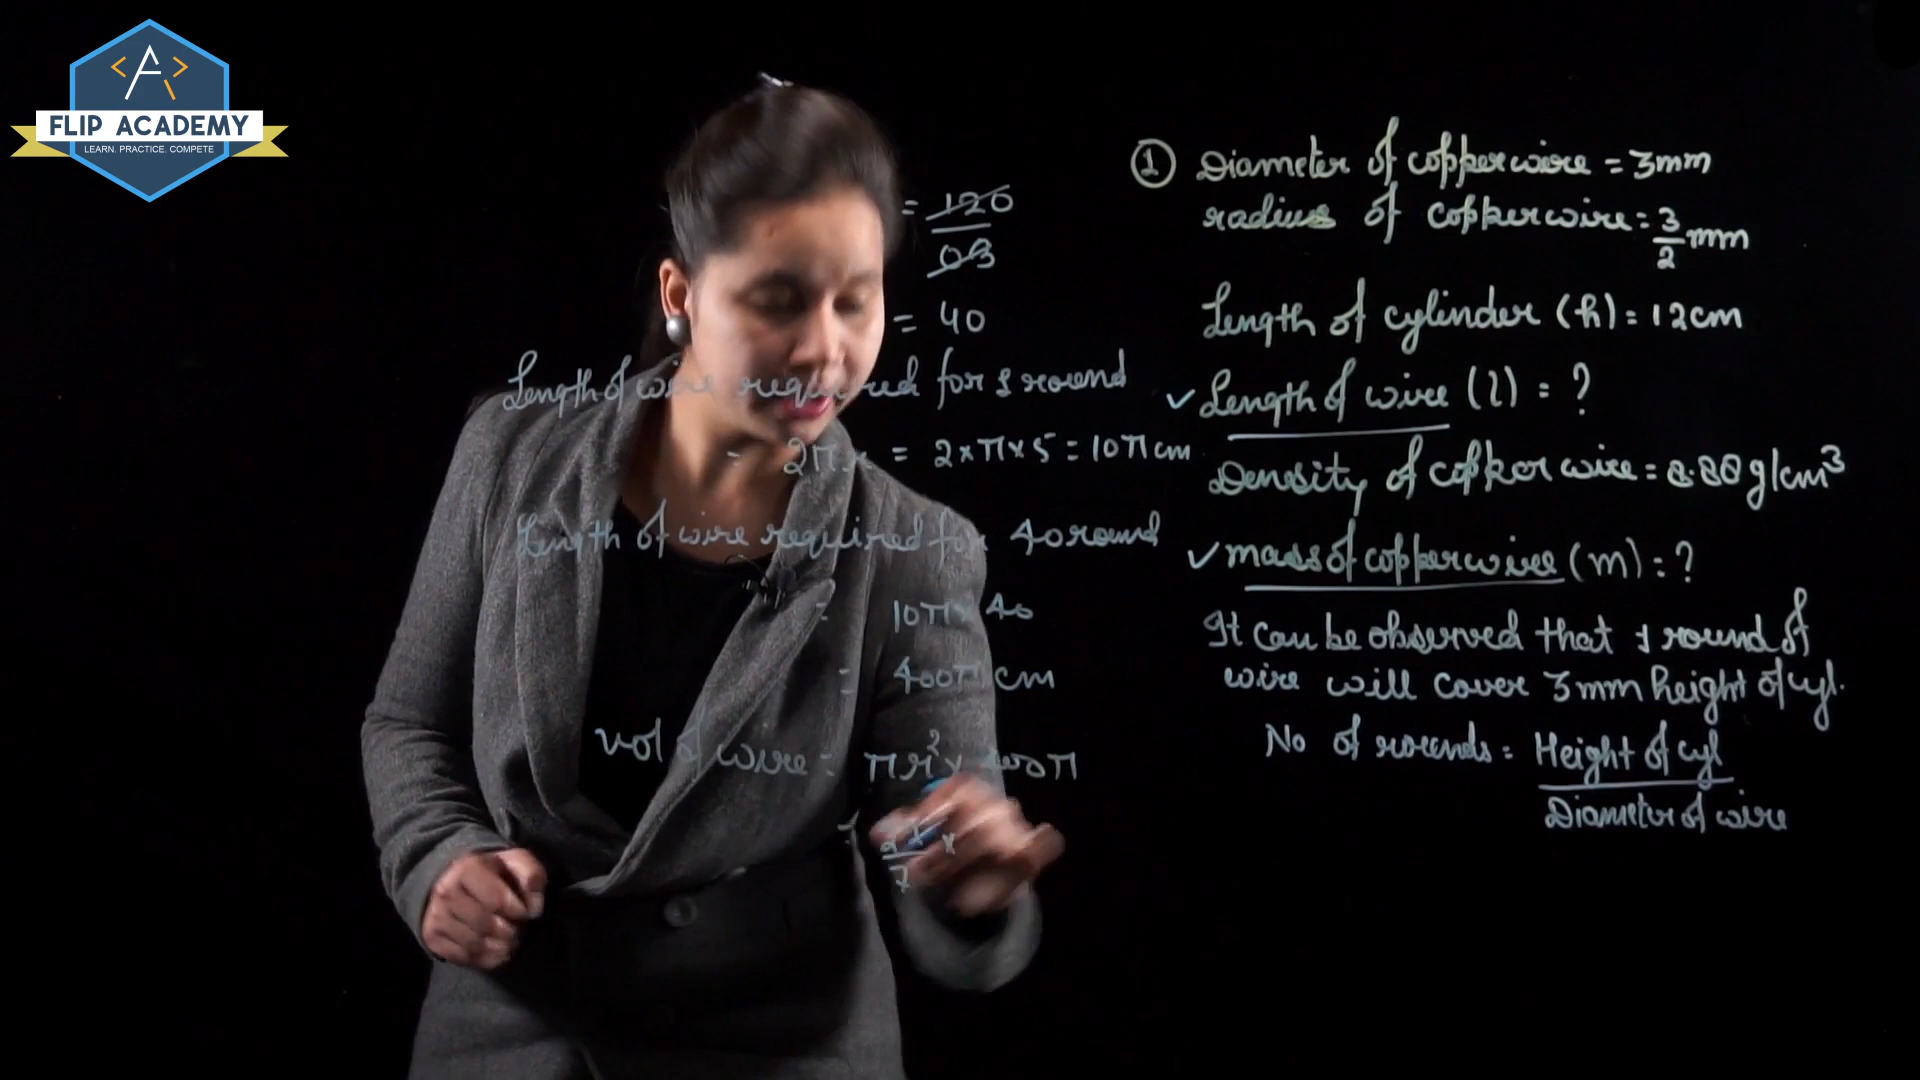 FLIP ACADEMY
LEARN. PRACTICE. COMPETE
= 120
03
= 40
Length of wire required for 1 round
= 2πr = 2×π×5 = 10π cm
Length of wire required for 40 round
= 10π × 40
= 400π cm
vol of wire = πr² × 400π
= 22/7 ×
① Diameter of copper wire = 3mm
radius of copper wire = 3/2 mm
Length of cylinder (h) = 12cm
✓ Length of wire (l) = ?
Density of copper wire = 8.88 g/cm³
✓ mass of copper wire (m) = ?
It can be observed that 1 round of
wire will cover 3mm height of cyl.
No of rounds = Height of cyl
Diameter of wire